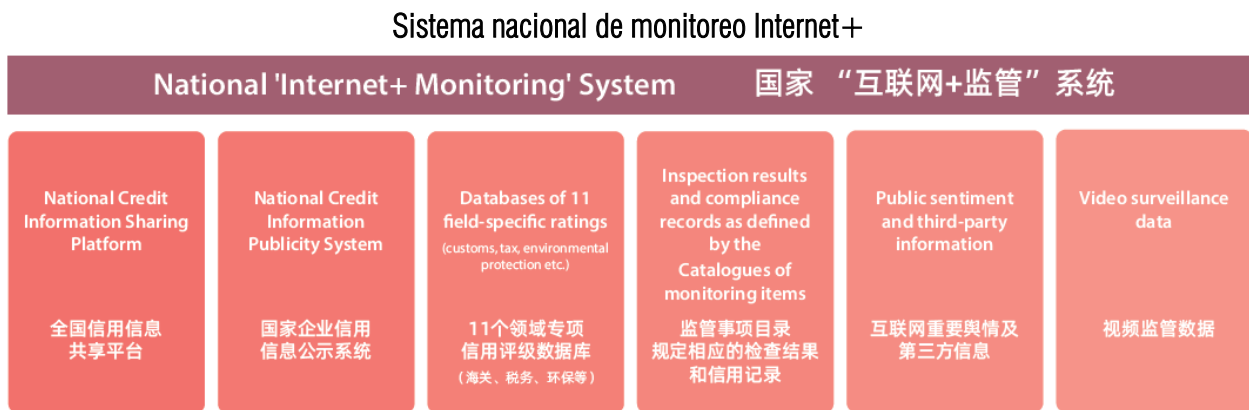 Sistema nacional de monitoreo Internet+
National 'Internet+ Monitoring' System 国家 “互联网+监管” 系统
National Credit
Information Sharing
Platform
全国信用信息
共享平台
National Credit
Information
Publicity System
国家企业信用
信息公示系统
Databases of 11
field-specific ratings
(customs, tax, environmental
protection etc.)
11个领域专项
信用评级数据库
（海关、税务、环保等）
Inspection results
and compliance
records as defined
by the
Catalogues of
monitoring items
监管事项目录
规定相应的检查结果
和信用记录
Public sentiment
and third-party
information
互联网重要舆情及
第三方信息
Video surveillance
data
视频监管数据